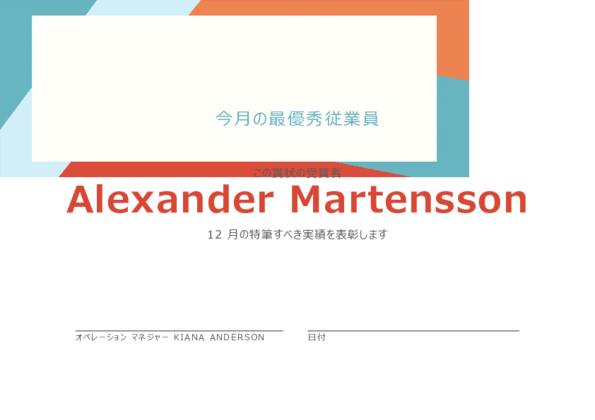 今月の最優秀従業員
この賞状の受賞者
Alexander Martensson
12 月の特筆すべき実績を表彰します
オペレーション マネジャー KIANA ANDERSON
日付